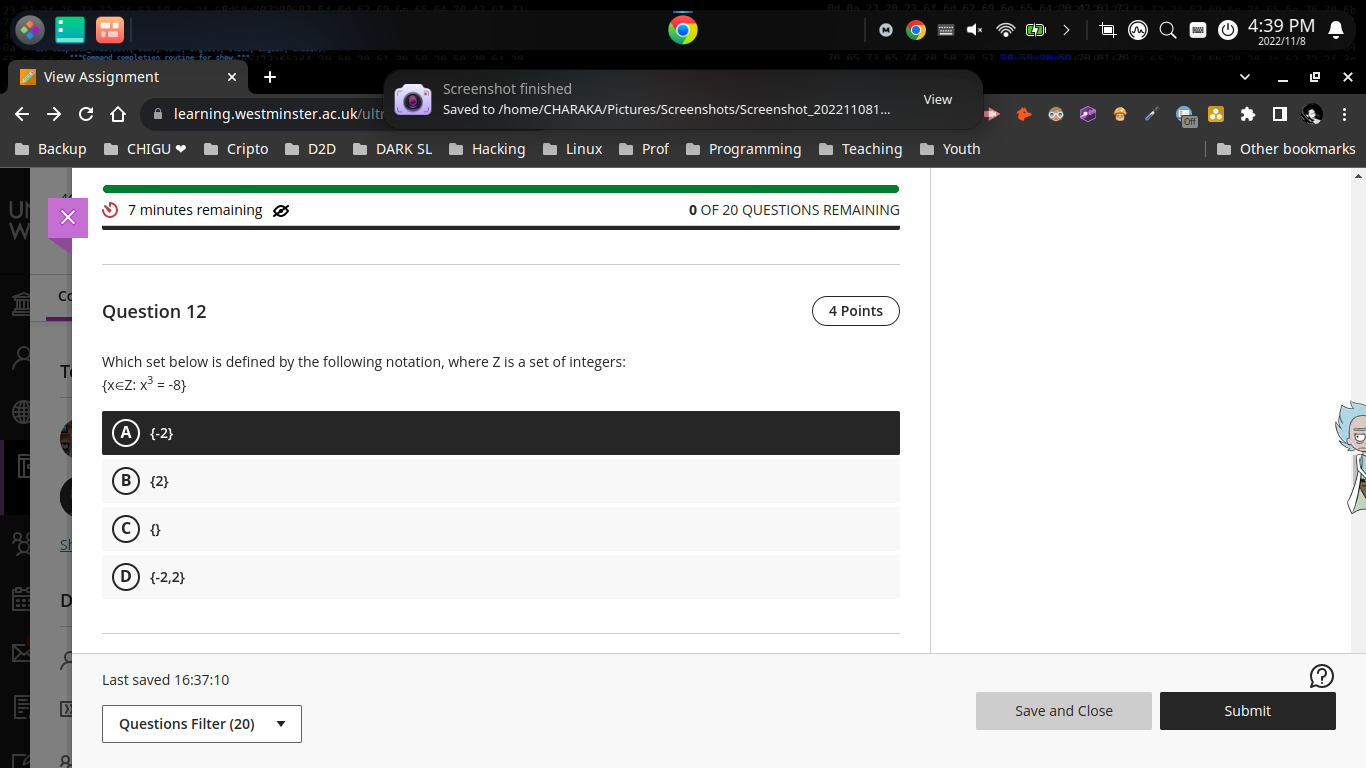 4:39 PM
2022/11/8
View Assignment
Screenshot finished
Saved to /home/CHARAKA/Pictures/Screenshots/Screenshot_202211081...
View
learning.westminster.ac.uk/ultr
Off
Backup CHIGU ❤ Cripto D2D DARK SL Hacking Linux Prof Programming Teaching Youth Other bookmarks
7 minutes remaining
0 OF 20 QUESTIONS REMAINING
Question 12
4 Points
Which set below is defined by the following notation, where Z is a set of integers:
{x∈Z: x³ = -8}
A {-2}
B {2}
C {}
D {-2,2}
Last saved 16:37:10
Questions Filter (20)
Save and Close
Submit